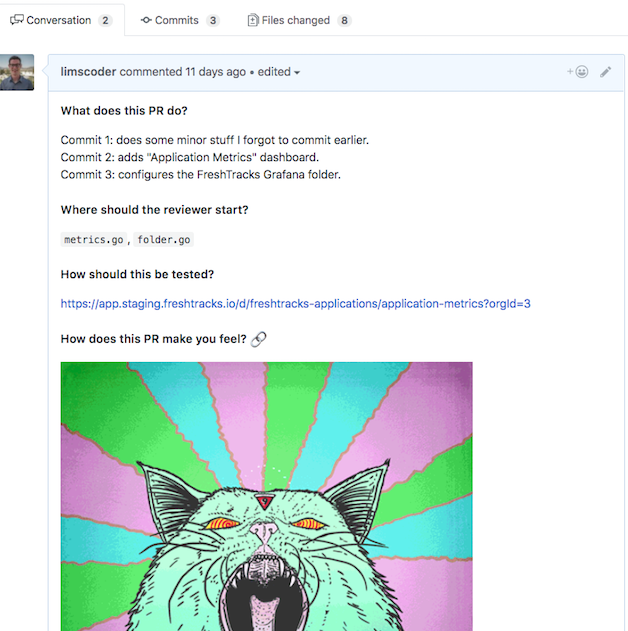 Conversation 2 Commits 3 Files changed 8
limscoder commented 11 days ago • edited
What does this PR do?
Commit 1: does some minor stuff I forgot to commit earlier.
Commit 2: adds "Application Metrics" dashboard.
Commit 3: configures the FreshTracks Grafana folder.
Where should the reviewer start?
metrics.go, folder.go
How should this be tested?
https://app.staging.freshtracks.io/d/freshtracks-applications/application-metrics?orgId=3
How does this PR make you feel? 🔗